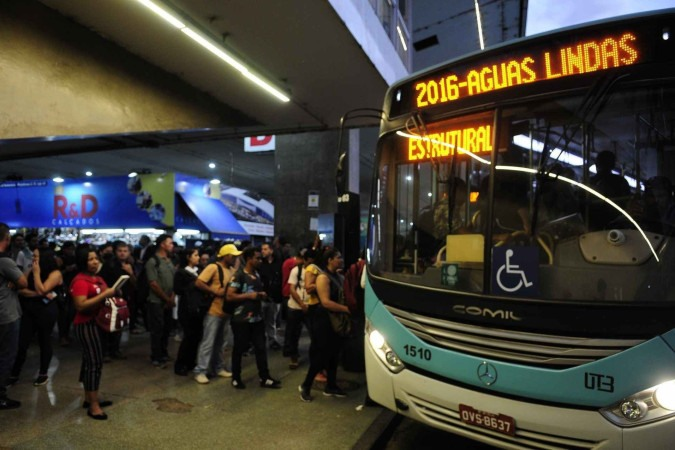 2016-AGUAS LINDAS
ESTRUTURAL
R&D
CALÇADOS
D
COMIL
1510
UTB
OVS-8637